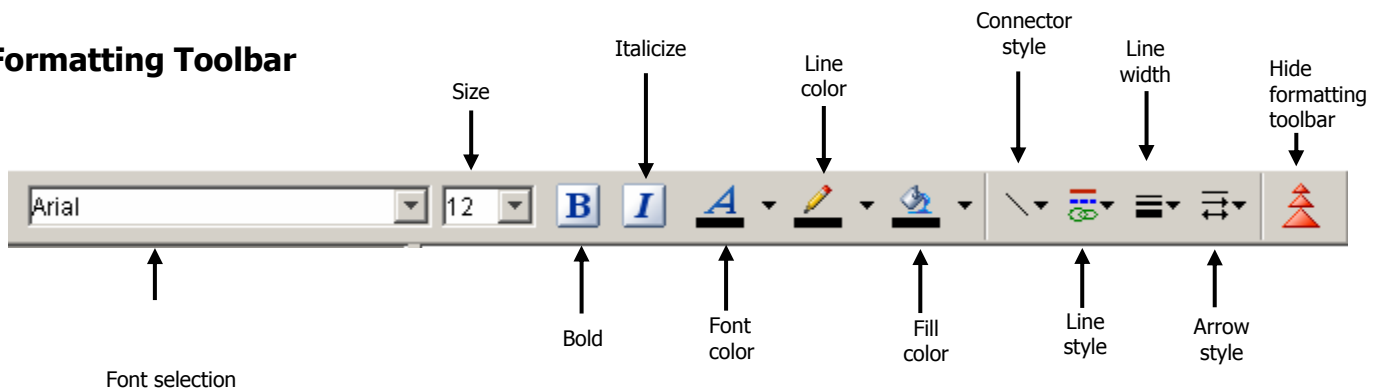 Formatting Toolbar
Size
Italicize
Line
color
Connector
style
Line
width
Hide
formatting
toolbar
Arial
12
B
I
A
Font selection
Bold
Font
color
Fill
color
Line
style
Arrow
style